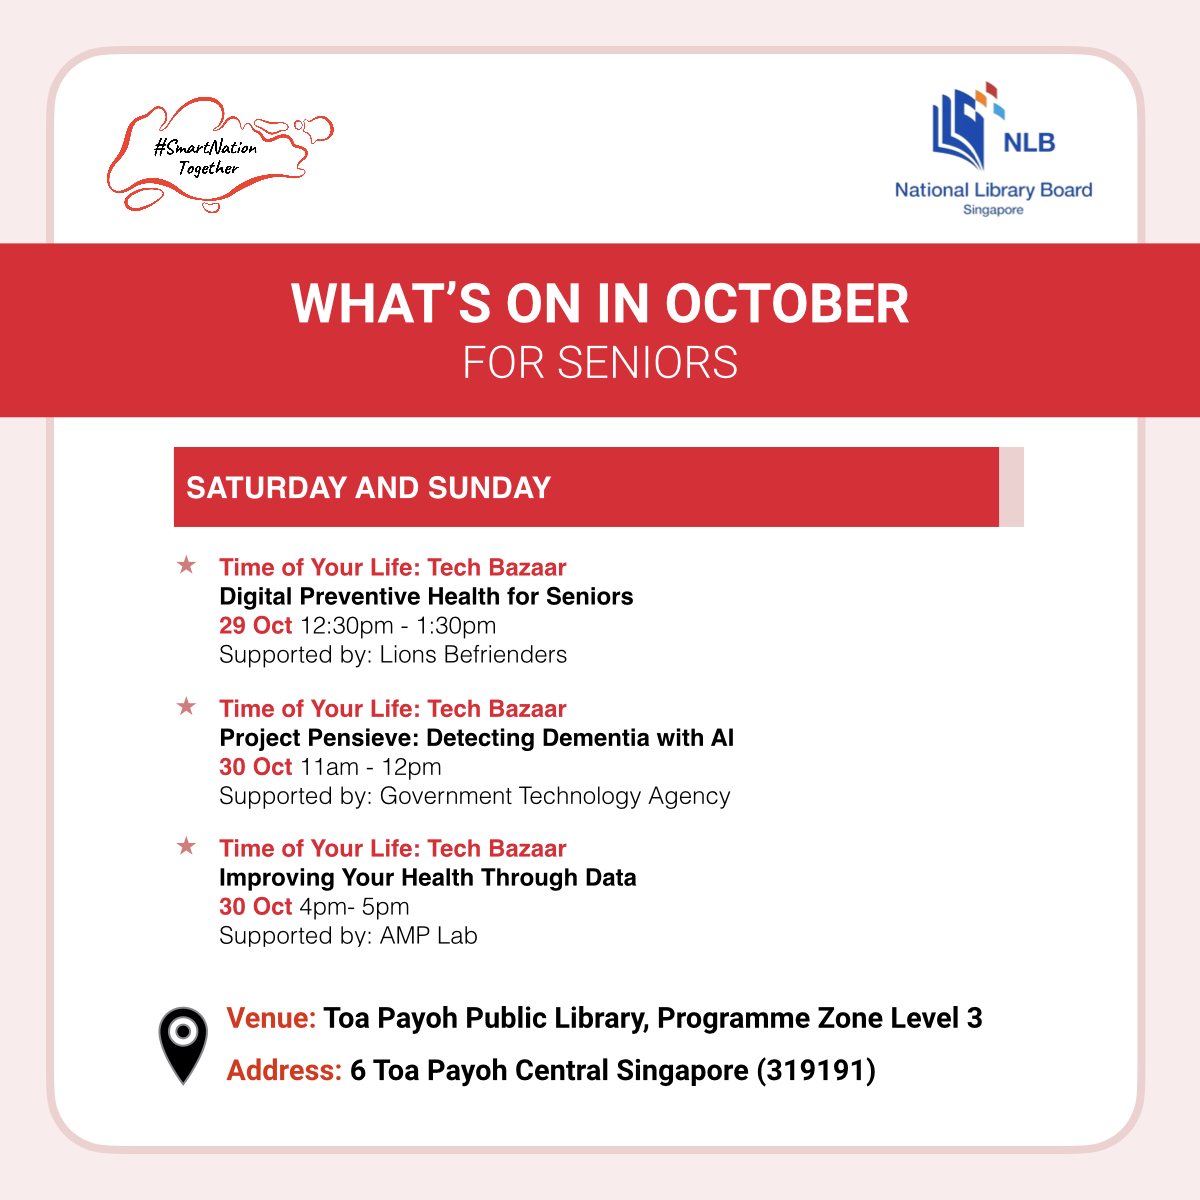 #SmartNation
Together
NLB
National Library Board
Singapore
WHAT’S ON IN OCTOBER
FOR SENIORS
SATURDAY AND SUNDAY
Time of Your Life: Tech Bazaar
Digital Preventive Health for Seniors
29 Oct 12:30pm - 1:30pm
Supported by: Lions Befrienders
Time of Your Life: Tech Bazaar
Project Pensieve: Detecting Dementia with AI
30 Oct 11am - 12pm
Supported by: Government Technology Agency
Time of Your Life: Tech Bazaar
Improving Your Health Through Data
30 Oct 4pm- 5pm
Supported by: AMP Lab
Venue: Toa Payoh Public Library, Programme Zone Level 3
Address: 6 Toa Payoh Central Singapore (319191)